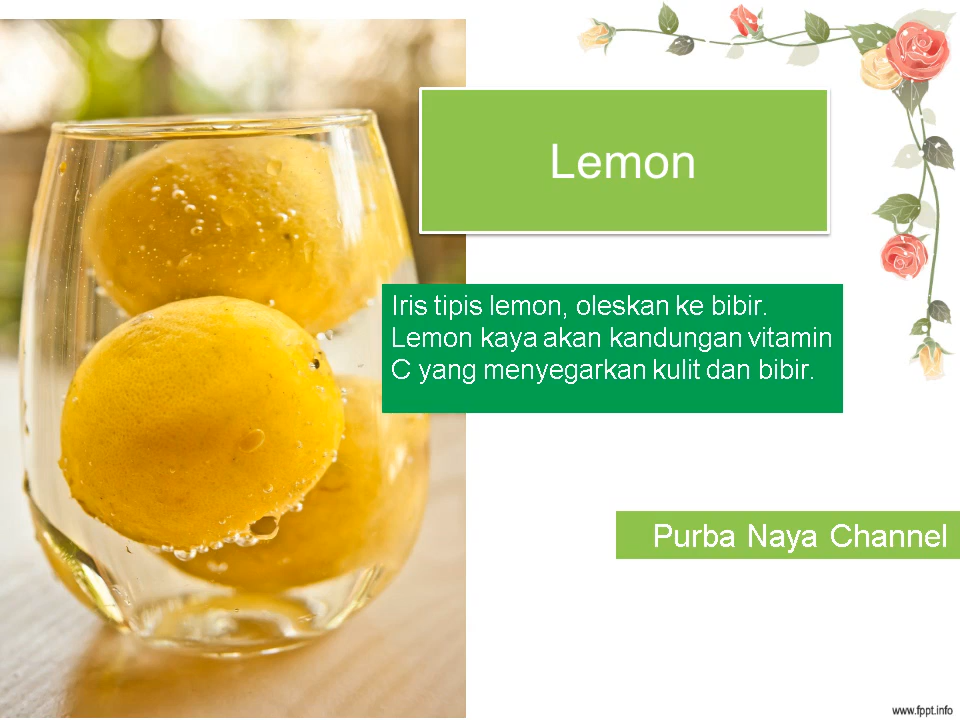 Lemon
Iris tipis lemon, oleskan ke bibir.
Lemon kaya akan kandungan vitamin
C yang menyegarkan kulit dan bibir.
Purba Naya Channel
www.fppt.info